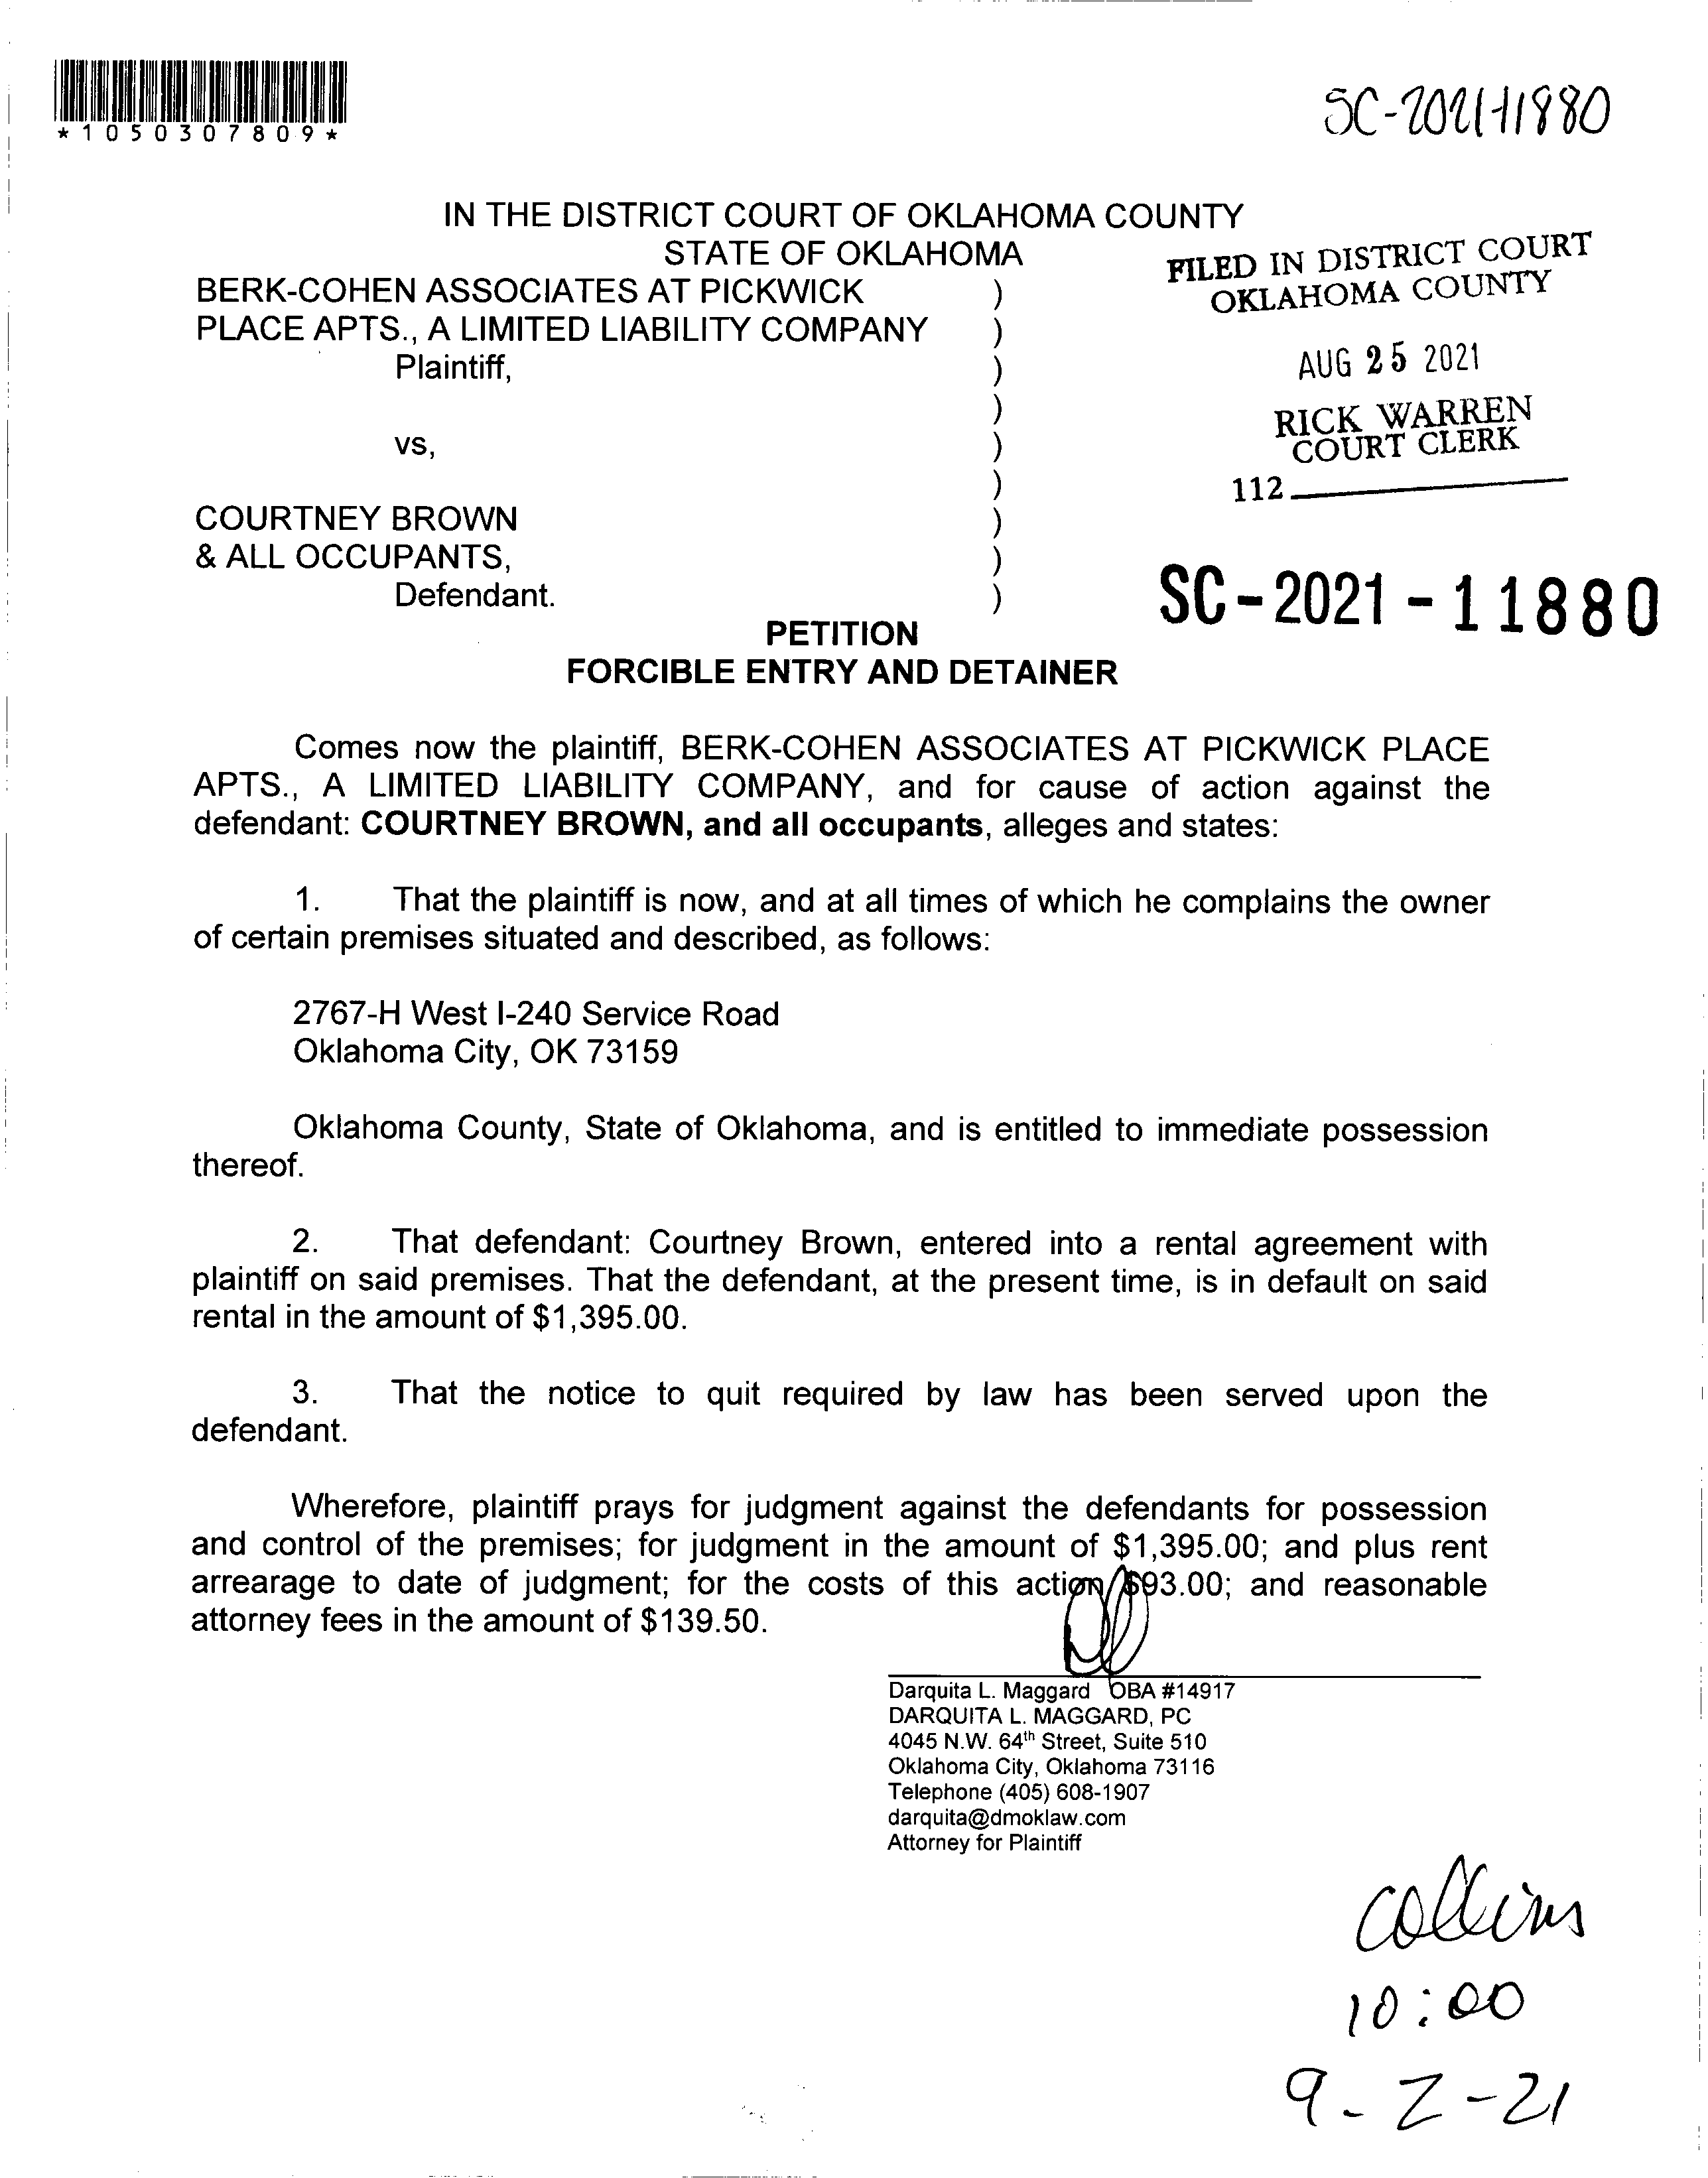 *1050307809*
SC-2021-11880
IN THE DISTRICT COURT OF OKLAHOMA COUNTY
STATE OF OKLAHOMA
BERK-COHEN ASSOCIATES AT PICKWICK )
PLACE APTS., A LIMITED LIABILITY COMPANY )
Plaintiff, )
)
vs, )
)
COURTNEY BROWN )
& ALL OCCUPANTS, )
Defendant. )
FILED IN DISTRICT COURT
OKLAHOMA COUNTY
AUG 25 2021
RICK WARREN
COURT CLERK
112
SC-2021-11880
PETITION
FORCIBLE ENTRY AND DETAINER
Comes now the plaintiff, BERK-COHEN ASSOCIATES AT PICKWICK PLACE
APTS., A LIMITED LIABILITY COMPANY, and for cause of action against the
defendant: COURTNEY BROWN, and all occupants, alleges and states:
1. That the plaintiff is now, and at all times of which he complains the owner
of certain premises situated and described, as follows:
2767-H West I-240 Service Road
Oklahoma City, OK 73159
Oklahoma County, State of Oklahoma, and is entitled to immediate possession
thereof.
2. That defendant: Courtney Brown, entered into a rental agreement with
plaintiff on said premises. That the defendant, at the present time, is in default on said
rental in the amount of $1,395.00.
3. That the notice to quit required by law has been served upon the
defendant.
Wherefore, plaintiff prays for judgment against the defendants for possession
and control of the premises; for judgment in the amount of $1,395.00; and plus rent
arrearage to date of judgment; for the costs of this action $93.00; and reasonable
attorney fees in the amount of $139.50.
Darquita L. Maggard OBA #14917
DARQUITA L. MAGGARD, PC
4045 N.W. 64th Street, Suite 510
Oklahoma City, Oklahoma 73116
Telephone (405) 608-1907
darquita@dmoklaw.com
Attorney for Plaintiff
Collins
10:00
9-2-21